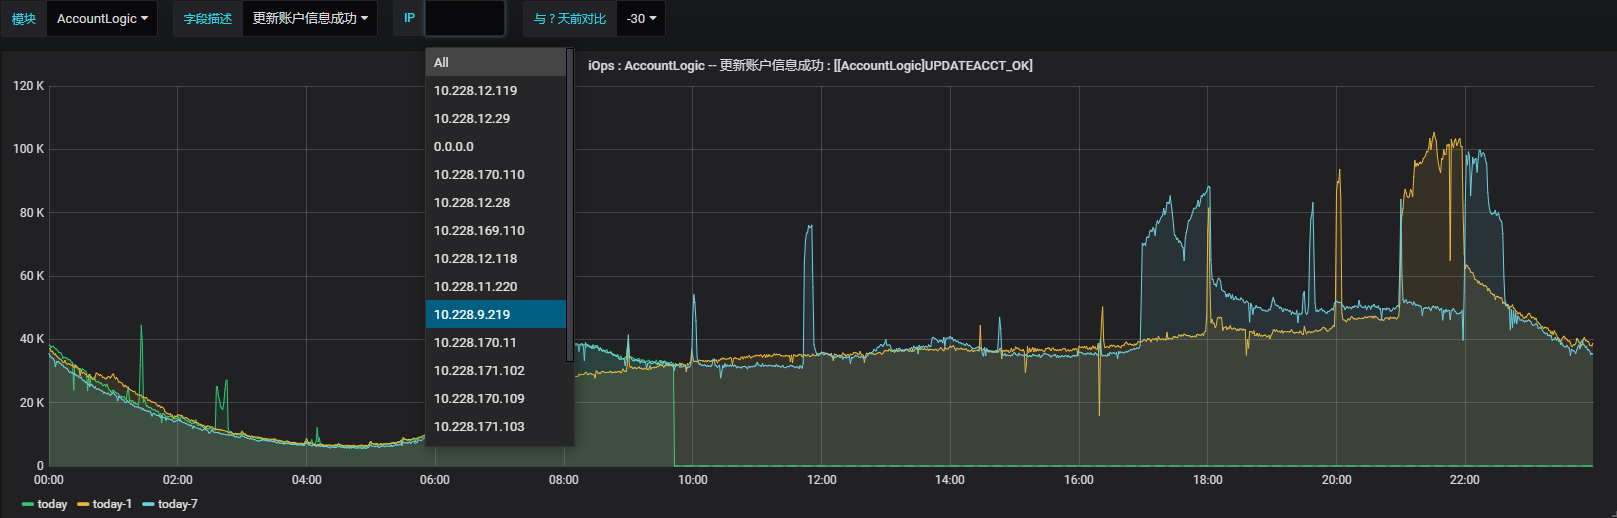 模块 AccountLogic 字段描述 更新账户信息成功 IP 与 ? 天前对比 -30
iOps : AccountLogic -- 更新账户信息成功 : [[AccountLogic]UPDATEACCT_OK]
All
10.228.12.119
10.228.12.29
0.0.0.0
10.228.170.110
10.228.12.28
10.228.169.110
10.228.12.118
10.228.11.220
10.228.9.219
10.228.170.11
10.228.171.102
10.228.170.109
10.228.171.103
120 K
100 K
80 K
60 K
40 K
20 K
0
00:00 02:00 04:00 06:00 08:00 10:00 12:00 14:00 16:00 18:00 20:00 22:00
today today-1 today-7